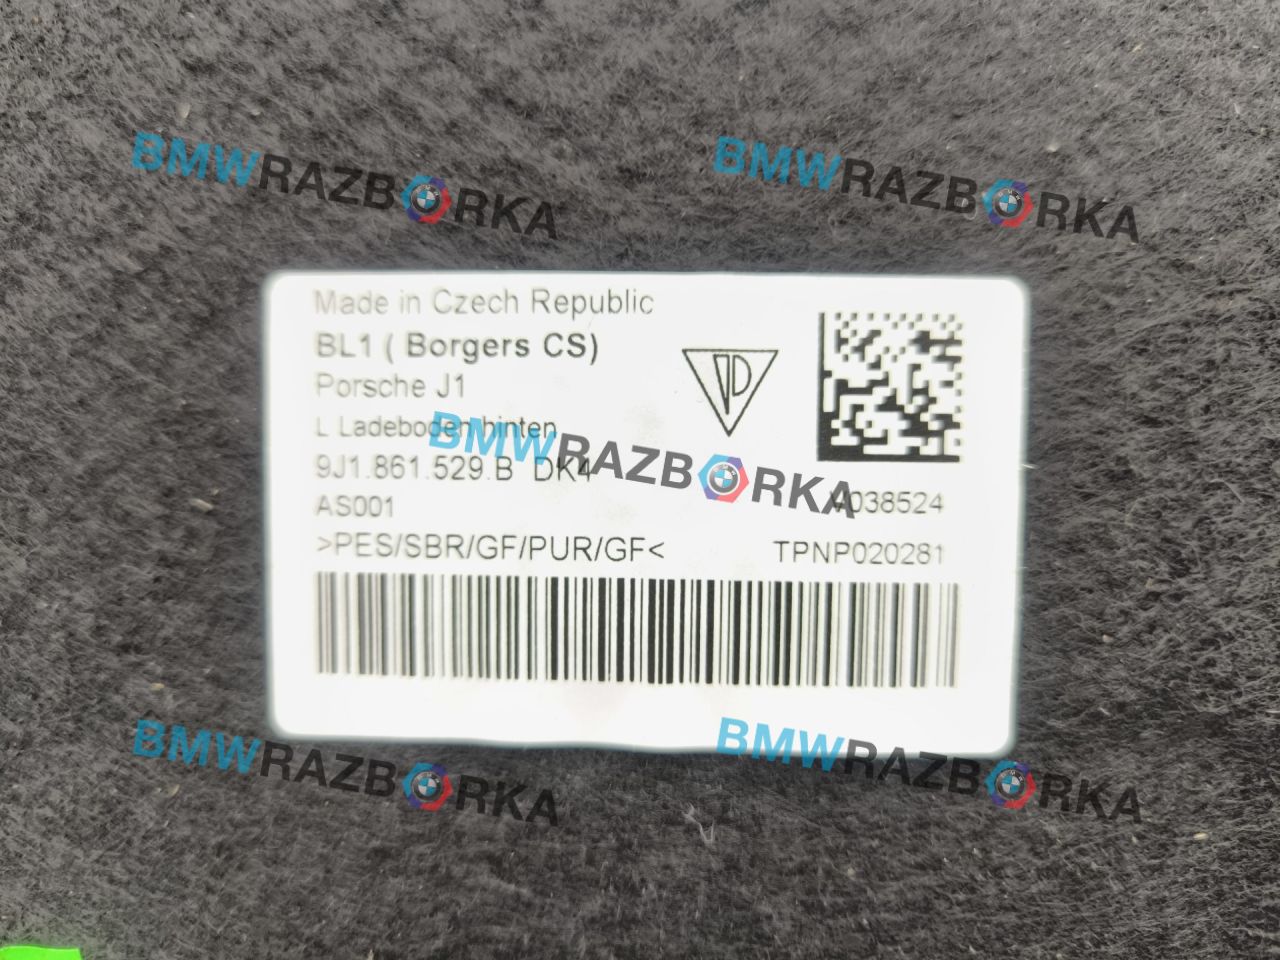 BMWRAZBORKA BMWRAZBORKA
Made in Czech Republic
BL1 ( Borgers CS)
Porsche J1
L Ladeboden hinten
BMWRAZBORKA
9J1.861.529.B DK4
AS001 V038524
>PES/SBR/GF/PUR/GF< TPNP020281
BMWRAZBORKA BMWRAZBORKA